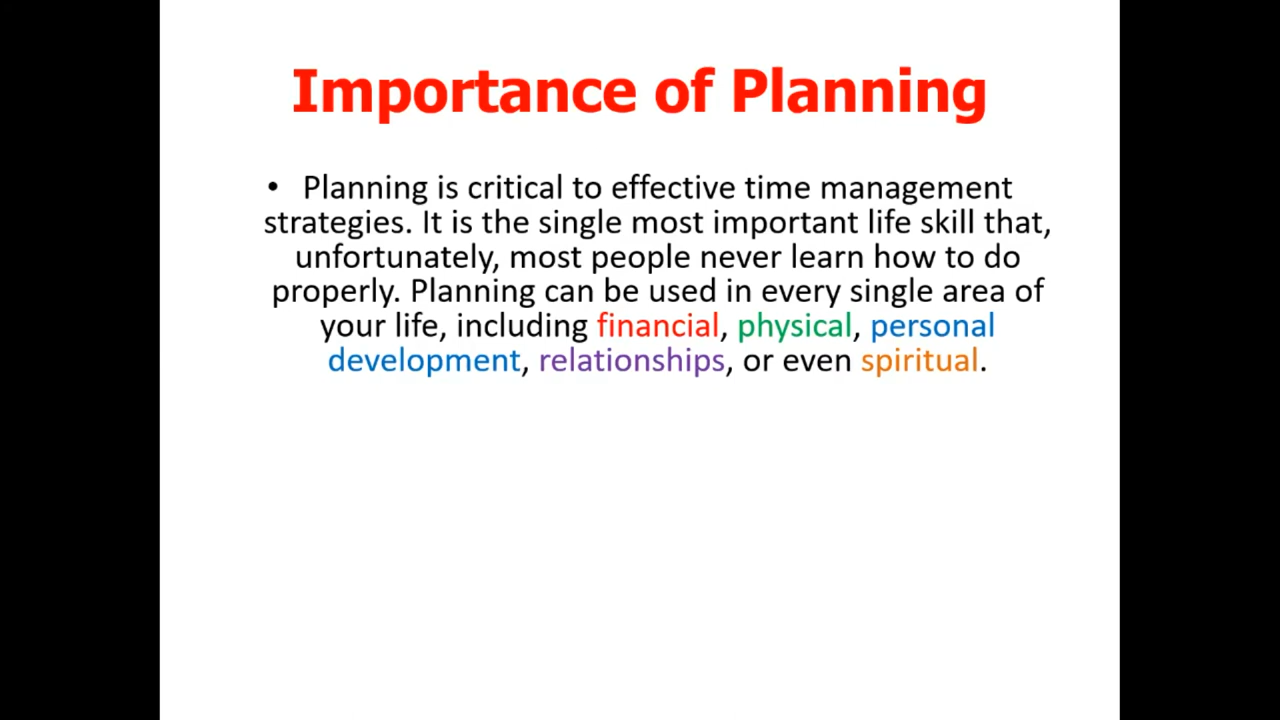 Importance of Planning
• Planning is critical to effective time management
strategies. It is the single most important life skill that,
unfortunately, most people never learn how to do
properly. Planning can be used in every single area of
your life, including financial, physical, personal
development, relationships, or even spiritual.